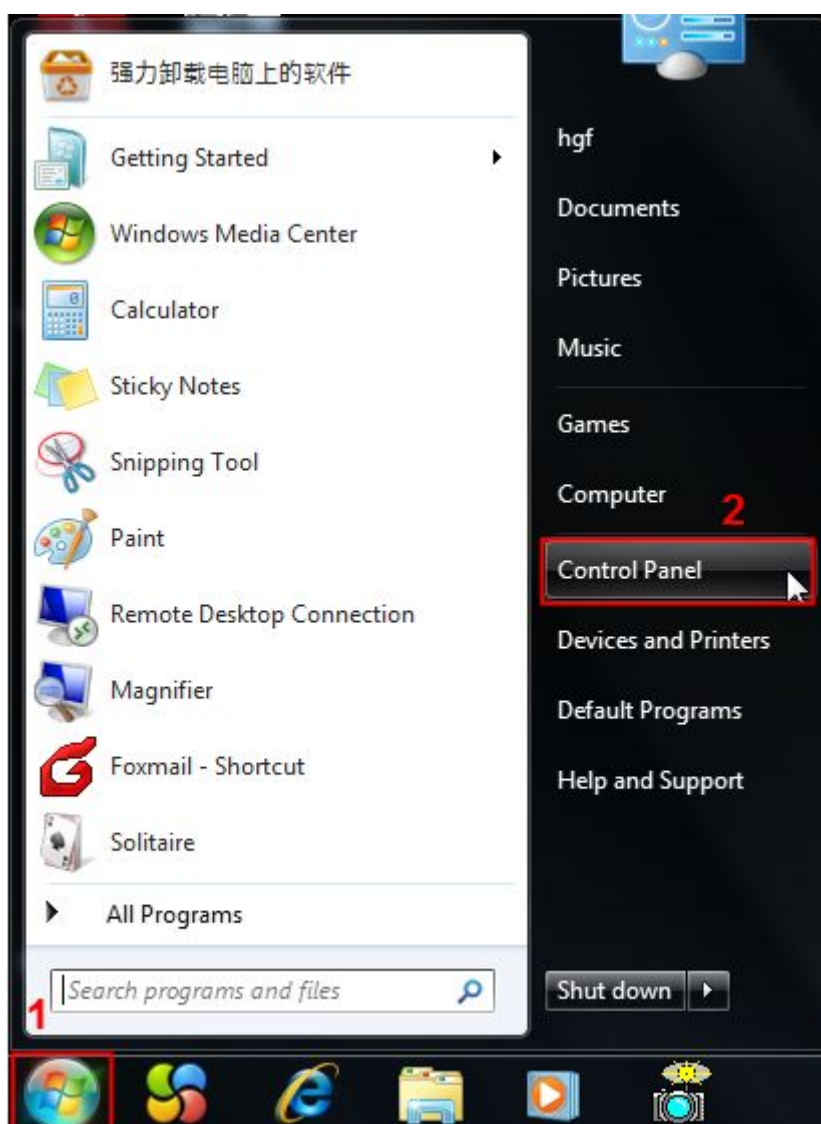 强力卸载电脑上的软件
Getting Started
Windows Media Center
Calculator
Sticky Notes
Snipping Tool
Paint
Remote Desktop Connection
Magnifier
Foxmail - Shortcut
Solitaire
All Programs
Search programs and files
1
hgf
Documents
Pictures
Music
Games
Computer
2
Control Panel
Devices and Printers
Default Programs
Help and Support
Shut down